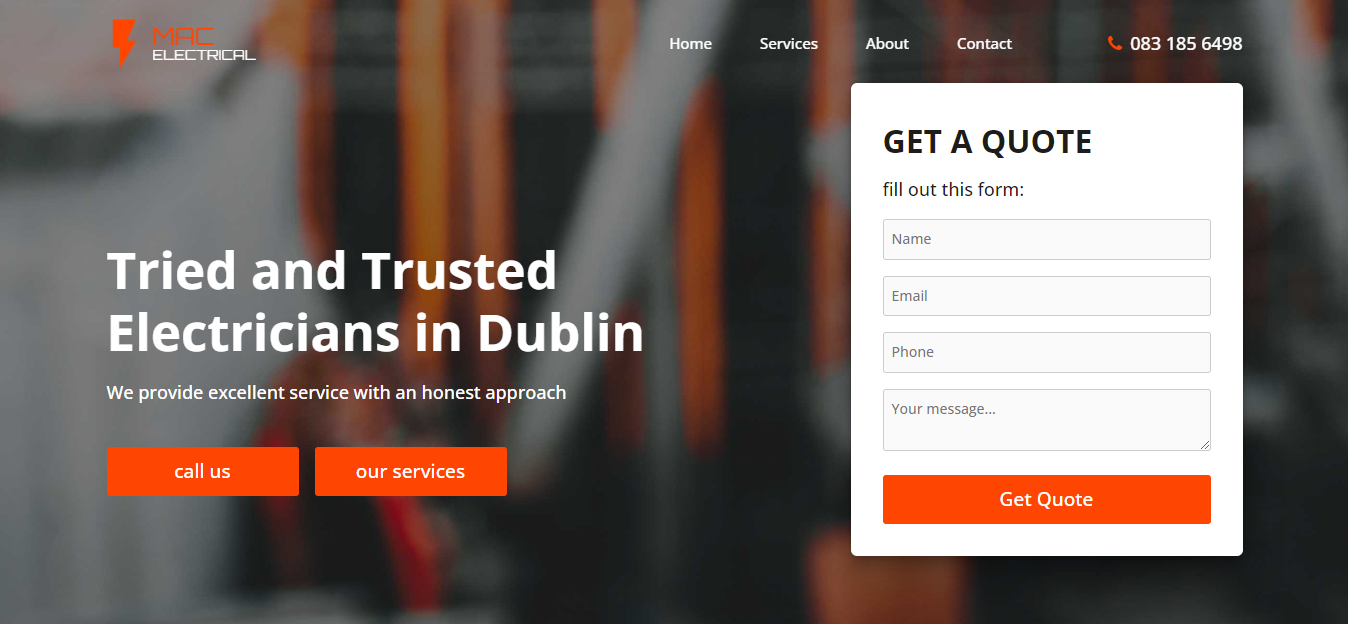 MAC
ELECTRICAL
Home
Services
About
Contact
083 185 6498
Tried and Trusted
Electricians in Dublin
We provide excellent service with an honest approach
call us
our services
GET A QUOTE
fill out this form:
Name
Email
Phone
Your message...
Get Quote